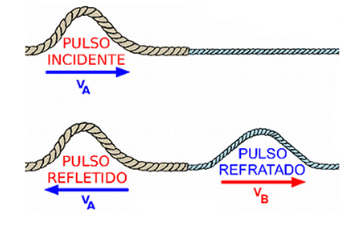 PULSO
INCIDENTE
VA
PULSO
REFLETIDO
VA
PULSO
REFRATADO
VB